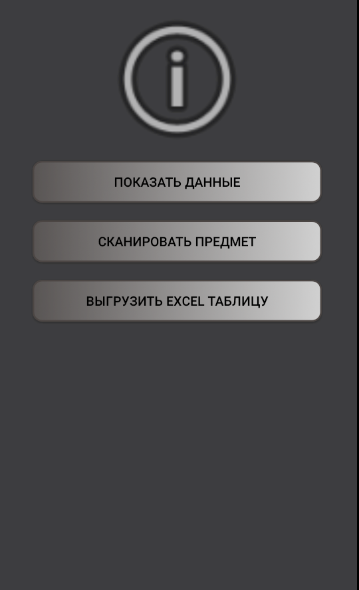 ПОКАЗАТЬ ДАННЫЕ
СКАНИРОВАТЬ ПРЕДМЕТ
ВЫГРУЗИТЬ EXCEL ТАБЛИЦУ